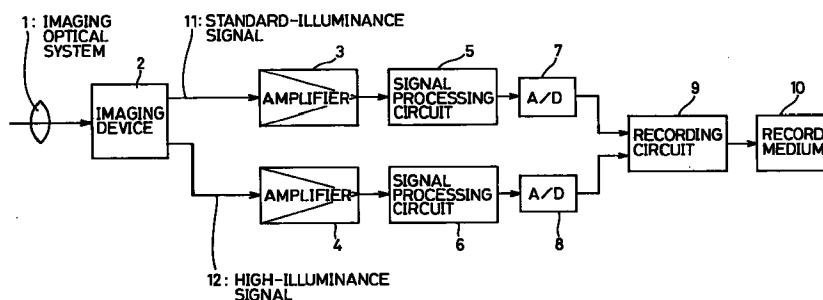 1: IMAGING
OPTICAL
SYSTEM
11: STANDARD-ILLUMINANCE
SIGNAL
2
IMAGING
DEVICE
3
AMPLIFIER
5
SIGNAL
PROCESSING
CIRCUIT
7
A/D
9
RECORDING
CIRCUIT
10
RECORD
MEDIUM
AMPLIFIER
4
SIGNAL
PROCESSING
CIRCUIT
6
A/D
8
12: HIGH-ILLUMINANCE
SIGNAL